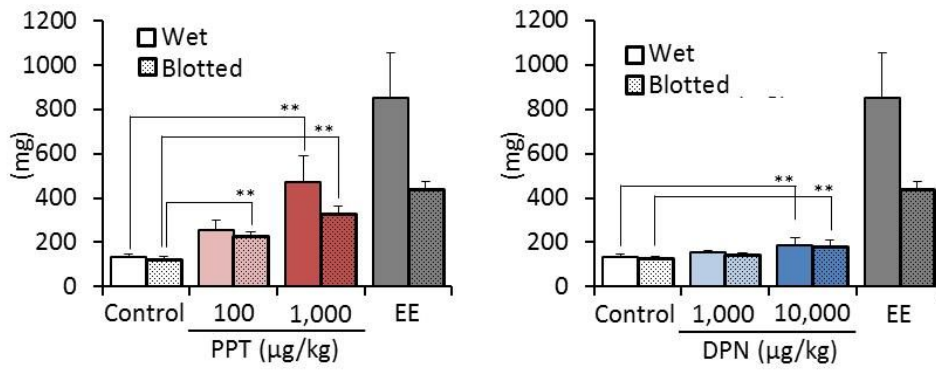 1200
1000
800
600
400
200
0
(mg)
Wet
Blotted
**
**
**
Control 100 1,000 EE
PPT (µg/kg)
1200
1000
800
600
400
200
0
(mg)
Wet
Blotted
**
**
Control 1,000 10,000 EE
DPN (µg/kg)